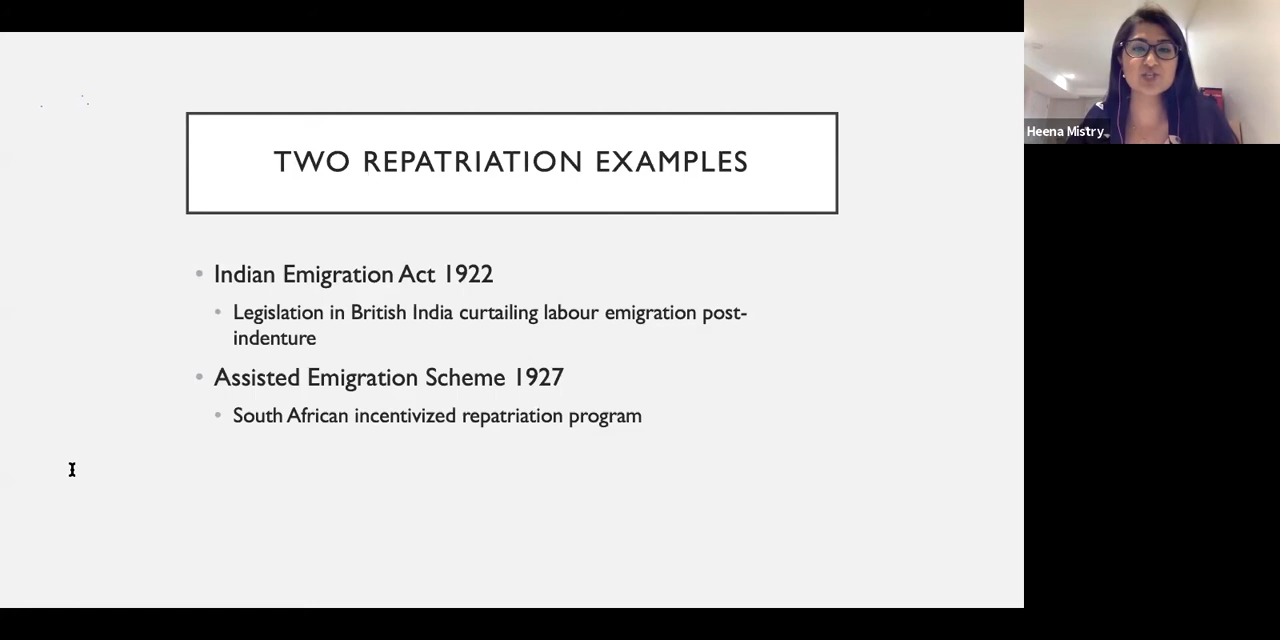 TWO REPATRIATION EXAMPLES
• Indian Emigration Act 1922
• Legislation in British India curtailing labour emigration post-
indenture
• Assisted Emigration Scheme 1927
• South African incentivized repatriation program
Heena Mistry